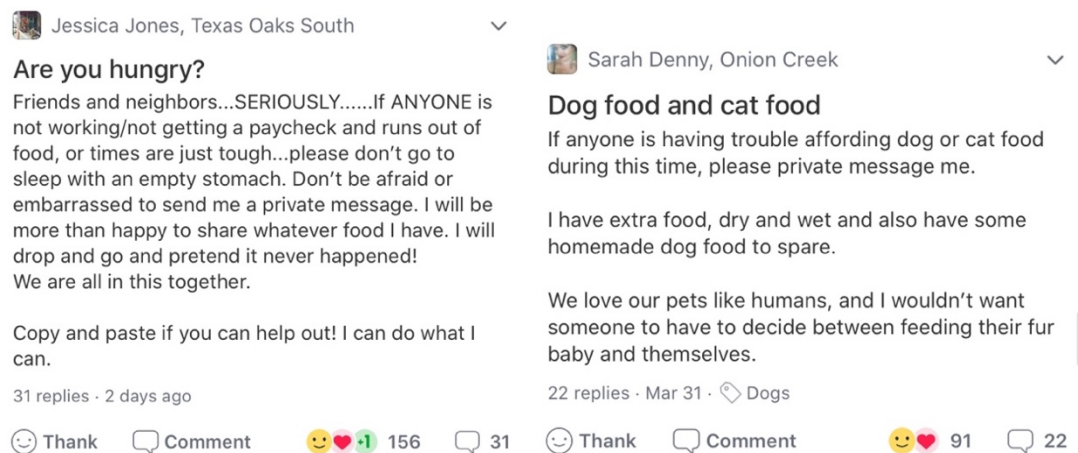 Jessica Jones, Texas Oaks South
Are you hungry?
Friends and neighbors...SERIOUSLY......If ANYONE is
not working/not getting a paycheck and runs out of
food, or times are just tough...please don't go to
sleep with an empty stomach. Don't be afraid or
embarrassed to send me a private message. I will be
more than happy to share whatever food I have. I will
drop and go and pretend it never happened!
We are all in this together.
Copy and paste if you can help out! I can do what I
can.
31 replies · 2 days ago
Thank Comment +1 156 31
Sarah Denny, Onion Creek
Dog food and cat food
If anyone is having trouble affording dog or cat food
during this time, please private message me.
I have extra food, dry and wet and also have some
homemade dog food to spare.
We love our pets like humans, and I wouldn't want
someone to have to decide between feeding their fur
baby and themselves.
22 replies · Mar 31 · Dogs
Thank Comment 91 22